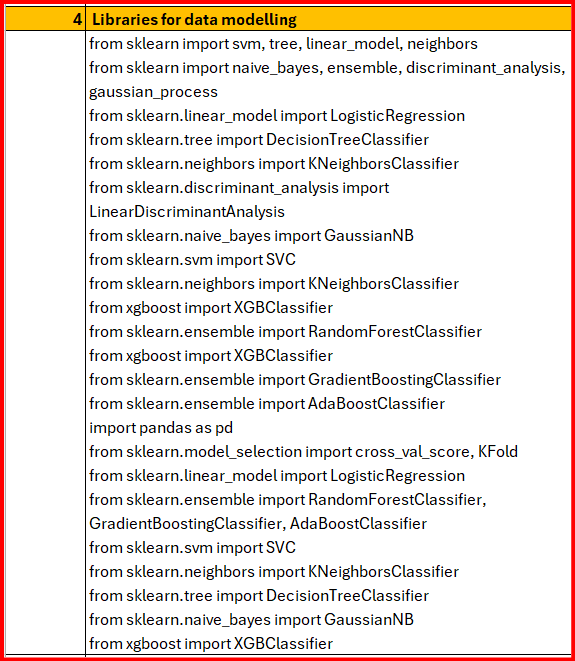 4 Libraries for data modelling
from sklearn import svm, tree, linear_model, neighbors
from sklearn import naive_bayes, ensemble, discriminant_analysis,
gaussian_process
from sklearn.linear_model import LogisticRegression
from sklearn.tree import DecisionTreeClassifier
from sklearn.neighbors import KNeighborsClassifier
from sklearn.discriminant_analysis import
LinearDiscriminantAnalysis
from sklearn.naive_bayes import GaussianNB
from sklearn.svm import SVC
from sklearn.neighbors import KNeighborsClassifier
from xgboost import XGBClassifier
from sklearn.ensemble import RandomForestClassifier
from xgboost import XGBClassifier
from sklearn.ensemble import GradientBoostingClassifier
from sklearn.ensemble import AdaBoostClassifier
import pandas as pd
from sklearn.model_selection import cross_val_score, KFold
from sklearn.linear_model import LogisticRegression
from sklearn.ensemble import RandomForestClassifier,
GradientBoostingClassifier, AdaBoostClassifier
from sklearn.svm import SVC
from sklearn.neighbors import KNeighborsClassifier
from sklearn.tree import DecisionTreeClassifier
from sklearn.naive_bayes import GaussianNB
from xgboost import XGBClassifier